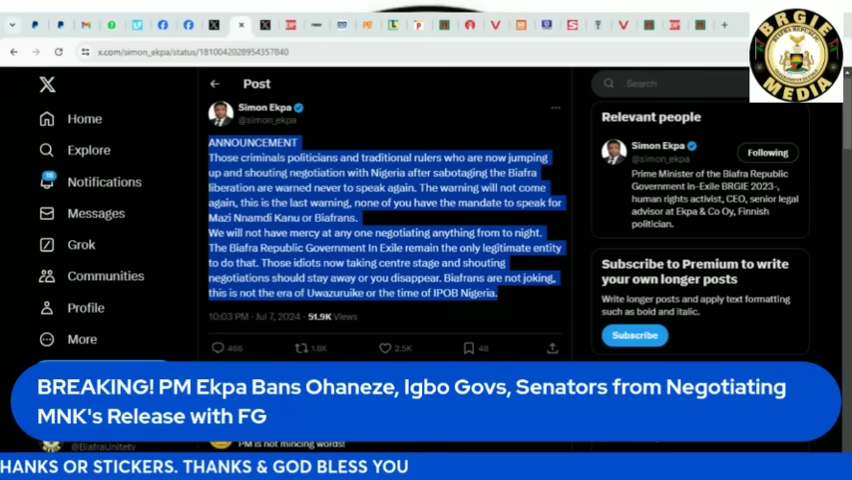 x.com/simon_ekpa/status/1810042028954357840
BRGIE
MEDIA
Post
Search
Home
Explore
Notifications
Messages
Grok
Communities
Profile
More
Simon Ekpa
@simon_ekpa
ANNOUNCEMENT
Those criminals politicians and traditional rulers who are now jumping
up and shouting negotiation with Nigeria after sabotaging the Biafra
liberation are warned never to speak again. The warning will not come
again, this is the last warning, none of you have the mandate to speak for
Mazi Nnamdi Kanu or Biafrans.
We will not have mercy at any one negotiating anything from to night.
The Biafra Republic Government In Exile remain the only legitimate entity
to do that. Those idiots now taking centre stage and shouting
negotiations should stay away or you disappear. Biafrans are not joking,
this is not the era of Uwazuruike or the time of IPOB Nigeria.
10:03 PM · Jul 7, 2024 · 51.9K Views
466 1.8K 2.5K 48
Relevant people
Simon Ekpa
@simon_ekpa
Following
Prime Minister of the Biafra Republic
Government in-Exile BRGIE 2023-,
human rights activist, CEO, senior legal
advisor at Ekpa & Co Oy, Finnish
politician.
Subscribe to Premium to write
your own longer posts
Write longer posts and apply text formatting
such as bold and italic.
Subscribe
BREAKING! PM Ekpa Bans Ohaneze, Igbo Govs, Senators from Negotiating
MNK's Release with FG
@BiafraUnitetv
PM is not mincing words!
HANKS OR STICKERS. THANKS & GOD BLESS YOU